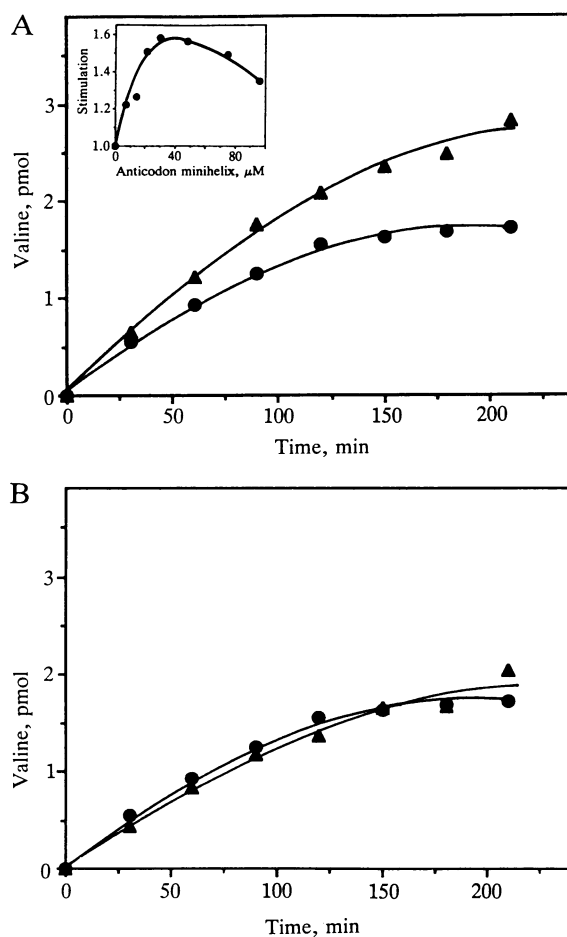 A
1.6
1.4
1.2
1.0
Stimulation
0 40 80
Anticodon minihelix, μM
3
2
1
0
Valine, pmol
0 50 100 150 200
Time, min
B
3
2
1
0
Valine, pmol
0 50 100 150 200
Time, min